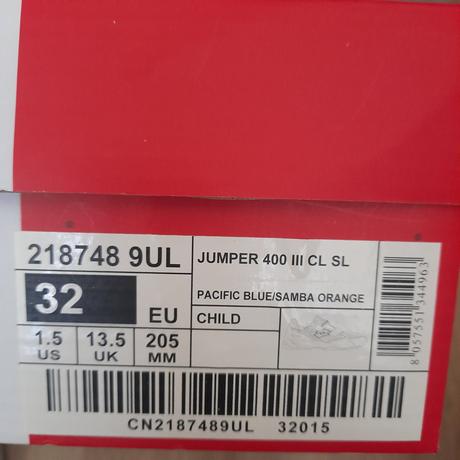 218748 9UL
JUMPER 400 III CL SL
32 EU
PACIFIC BLUE/SAMBA ORANGE
CHILD
1.5 US
13.5 UK
205 MM
8 057551 344963
CN2187489UL 32015